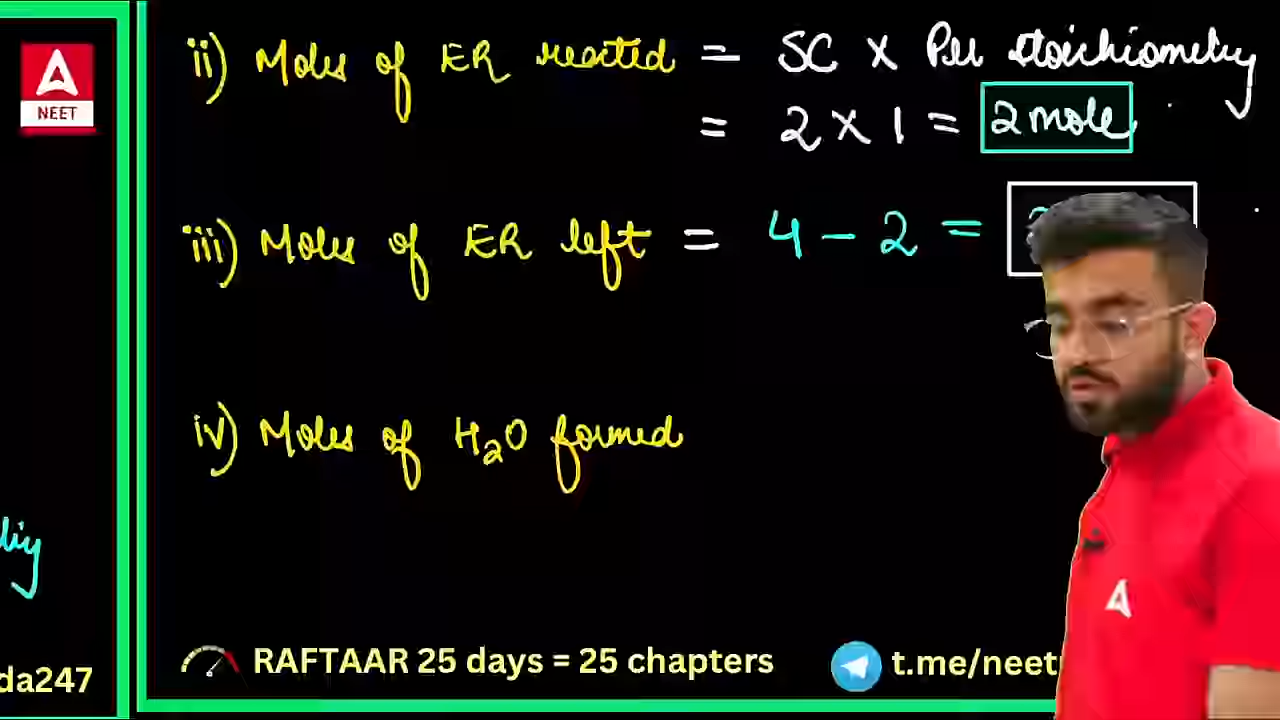 A
NEET
ii) Moles of ER reacted = SC x Per stoichiometry
= 2 x 1 = 2 mole
iii) Moles of ER left = 4 - 2 =
iv) Moles of H₂O formed
da247
RAFTAAR 25 days = 25 chapters
t.me/neet
A